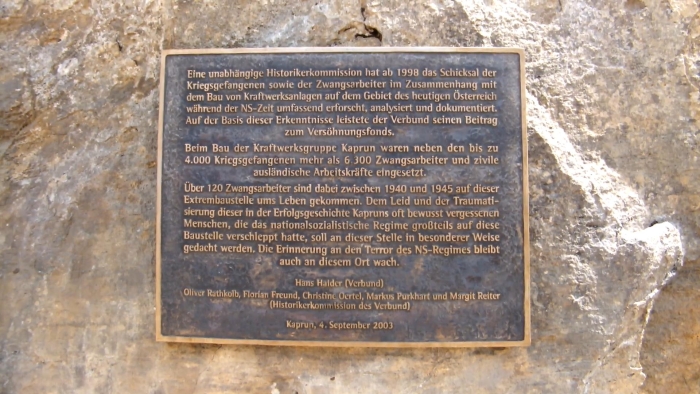 Eine unabhängige Historikerkommission hat ab 1998 das Schicksal der
Kriegsgefangenen sowie der Zwangsarbeiter im Zusammenhang mit
dem Bau von Kraftwerksanlagen auf dem Gebiet des heutigen Österreich
während der NS-Zeit umfassend erforscht, analysiert und dokumentiert.
Auf der Basis dieser Erkenntnisse leistete der Verbund seinen Beitrag
zum Versöhnungsfonds.
Beim Bau der Kraftwerksgruppe Kaprun waren neben den bis zu
4.000 Kriegsgefangenen mehr als 6.300 Zwangsarbeiter und zivile
ausländische Arbeitskräfte eingesetzt.
Über 120 Zwangsarbeiter sind dabei zwischen 1940 und 1945 auf dieser
Extrembaustelle ums Leben gekommen. Dem Leid und der Traumati-
sierung dieser in der Erfolgsgeschichte Kapruns oft bewusst vergessenen
Menschen, die das nationalsozialistische Regime großteils auf diese
Baustelle verschleppt hatte, soll an dieser Stelle in besonderer Weise
gedacht werden. Die Erinnerung an den Terror des NS-Regimes bleibt
auch an diesem Ort wach.
Hans Haider (Verbund)
Oliver Rathkolb, Florian Freund, Christine Oertel, Markus Purkhart und Margit Reiter
(Historikerkommission des Verbund)
Kaprun, 4. September 2003